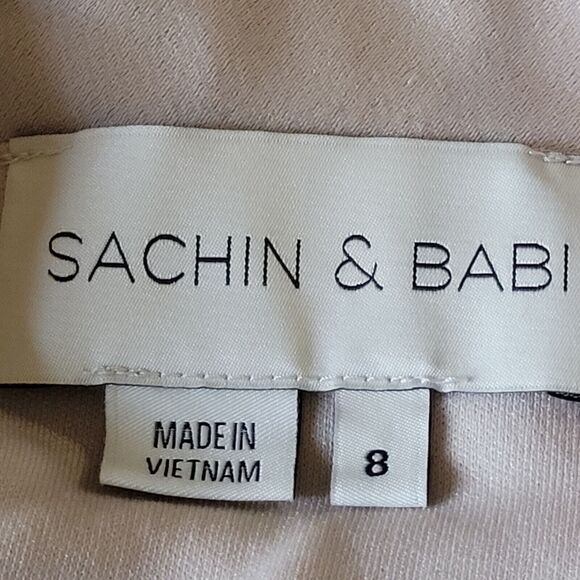 SACHIN & BABI
MADE IN
VIETNAM
8